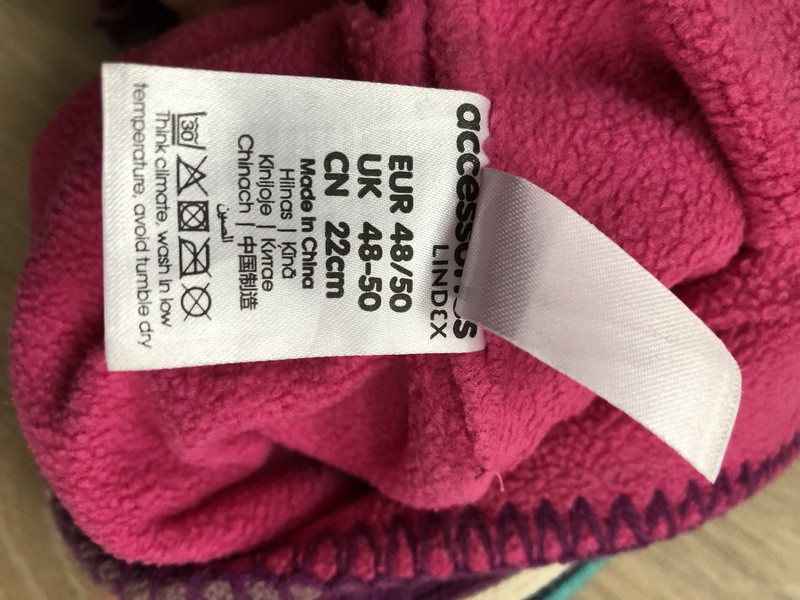 accessories
LINDEX
EUR 48/50
UK 48-50
CN 22cm
Made in China
Hiinas | Ķīnā
Kinijoje | Китае
Chinach | 中国制造
الصين
30
Think climate, wash in low
temperature, avoid tumble dry